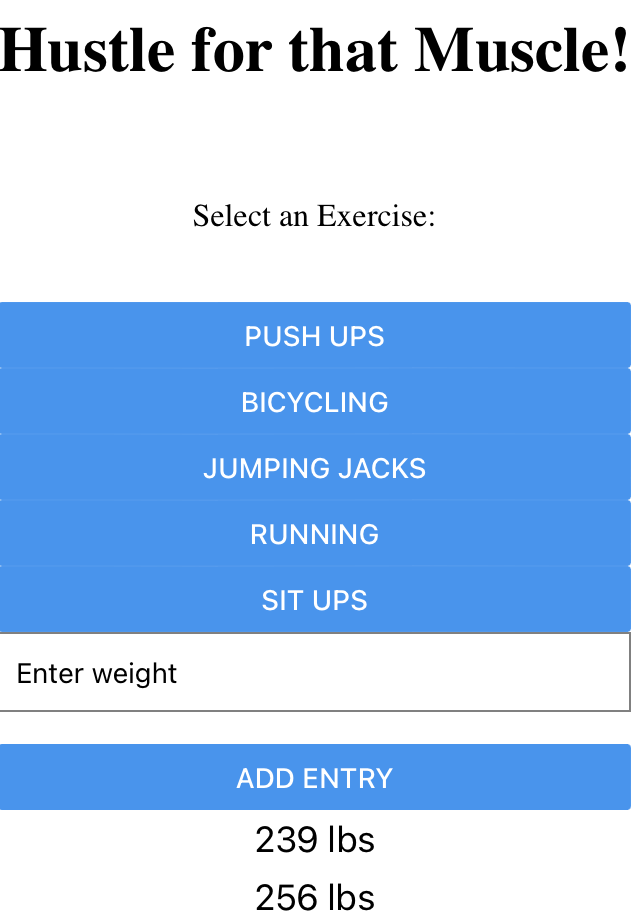 Hustle for that Muscle!
Select an Exercise:
PUSH UPS
BICYCLING
JUMPING JACKS
RUNNING
SIT UPS
Enter weight
ADD ENTRY
239 lbs
256 lbs